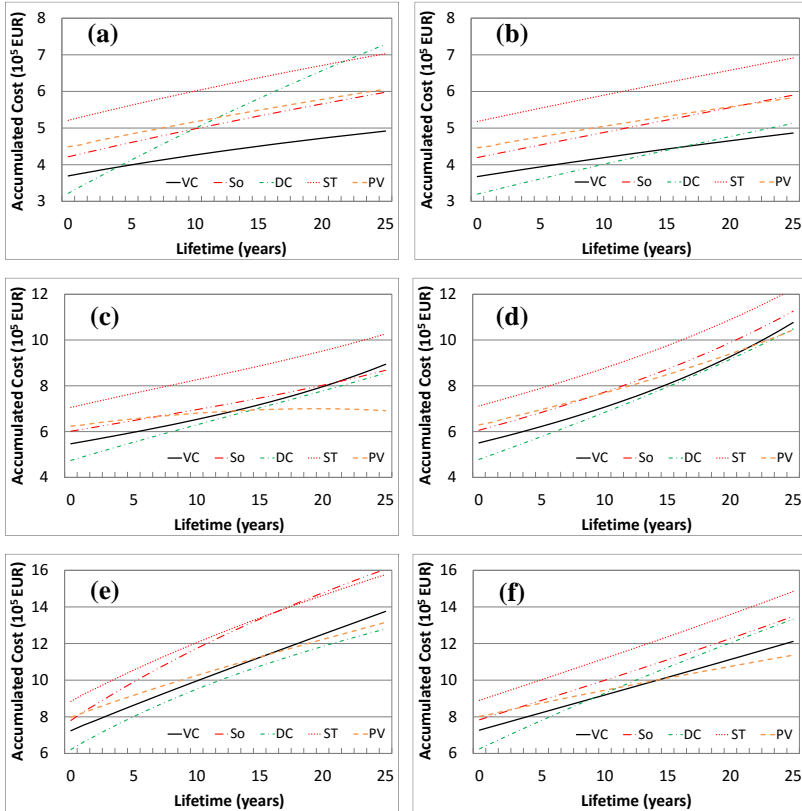 (a)
Accumulated Cost (10⁵ EUR)
8
7
6
5
4
3
VC So DC ST PV
0 5 10 15 20 25
Lifetime (years)
(b)
Accumulated Cost (10⁵ EUR)
8
7
6
5
4
3
VC So DC ST PV
0 5 10 15 20 25
Lifetime (years)
(c)
Accumulated Cost (10⁵ EUR)
12
10
8
6
4
VC So DC ST PV
0 5 10 15 20 25
Lifetime (years)
(d)
Accumulated Cost (10⁵ EUR)
12
10
8
6
4
VC So DC ST PV
0 5 10 15 20 25
Lifetime (years)
(e)
Accumulated Cost (10⁵ EUR)
16
14
12
10
8
6
VC So DC ST PV
0 5 10 15 20 25
Lifetime (years)
(f)
Accumulated Cost (10⁵ EUR)
16
14
12
10
8
6
VC So DC ST PV
0 5 10 15 20 25
Lifetime (years)